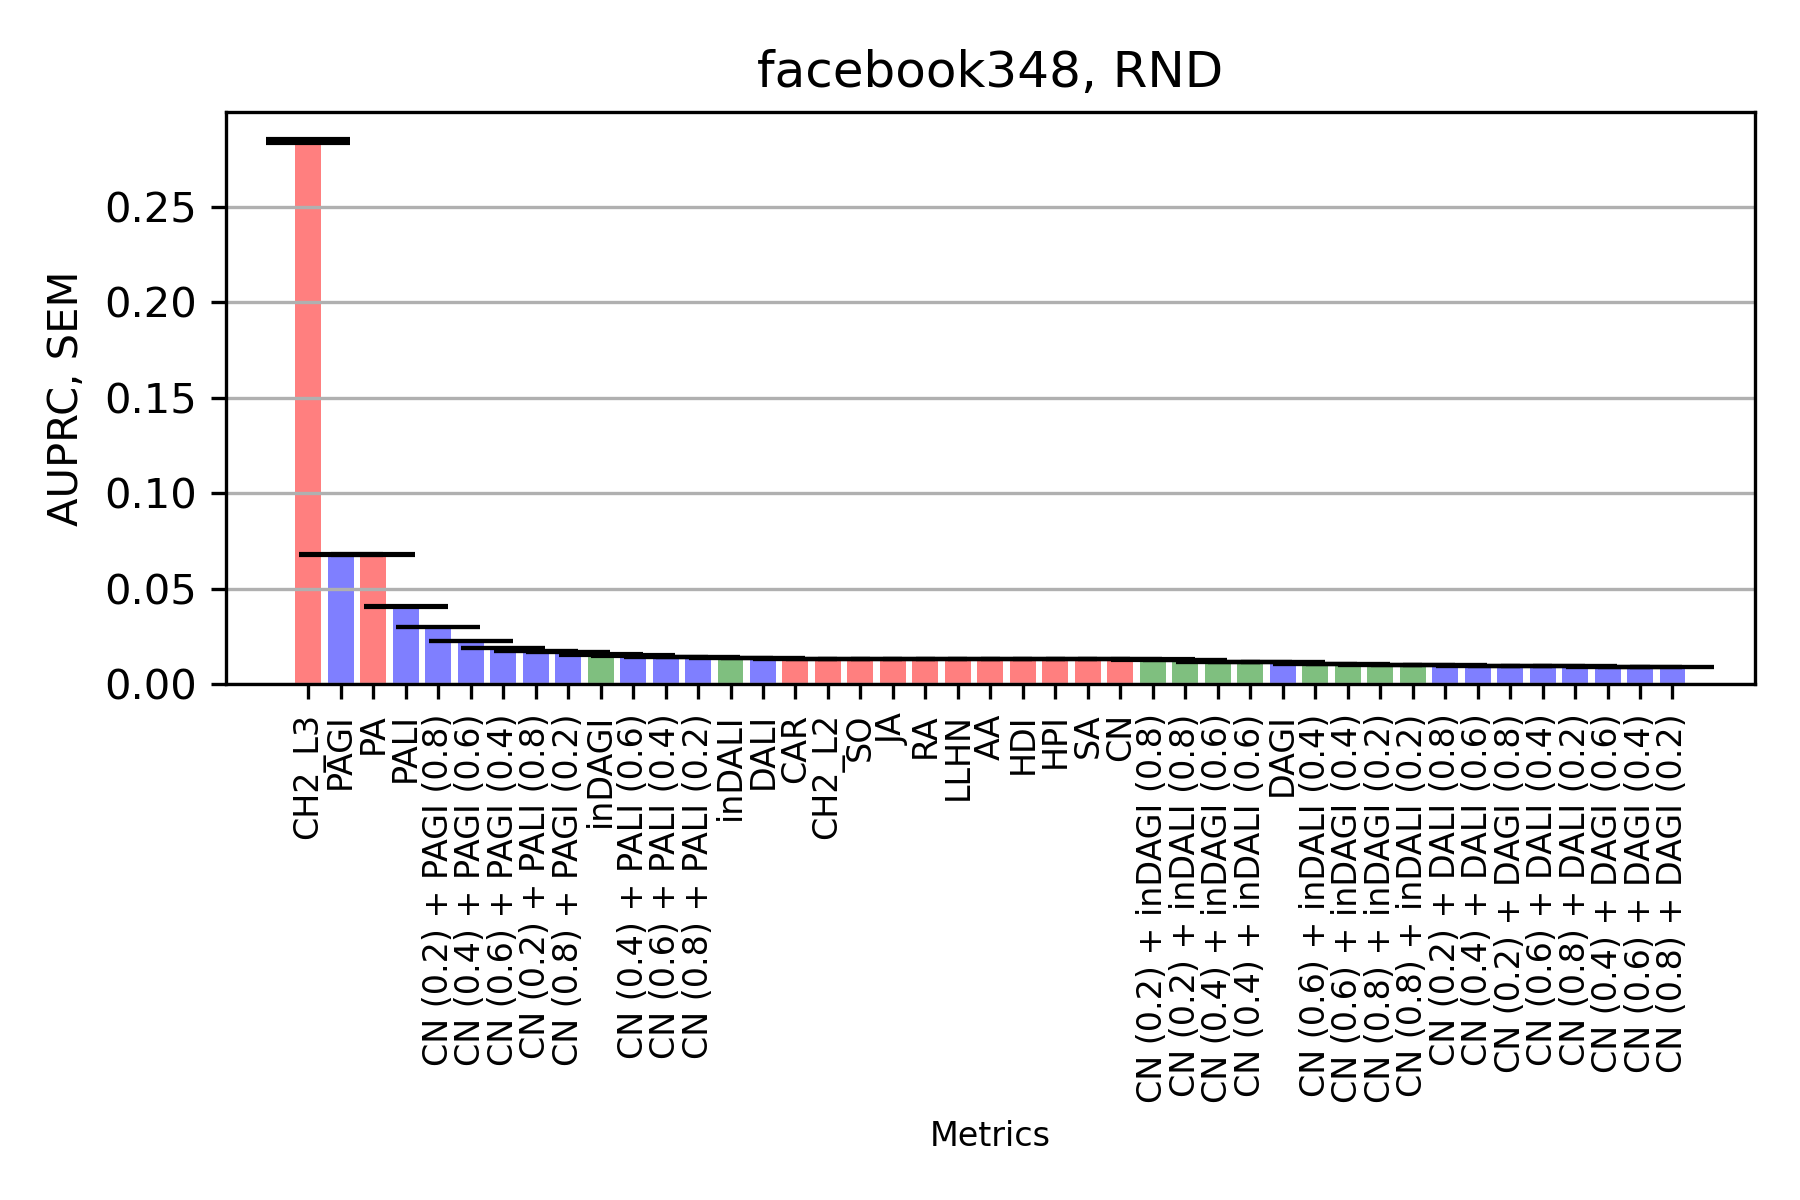 facebook348, RND
AUPRC, SEM
0.25
0.20
0.15
0.10
0.05
0.00
CH2_L3
PAGI
PA
PALI
CN (0.2) + PAGI (0.8)
CN (0.4) + PAGI (0.6)
CN (0.6) + PAGI (0.4)
CN (0.2) + PALI (0.8)
CN (0.8) + PAGI (0.2)
inDAGI
CN (0.4) + PALI (0.6)
CN (0.6) + PALI (0.4)
CN (0.8) + PALI (0.2)
inDALI
DALI
CAR
CH2_L2
SO
JA
RA
LLHN
AA
HDI
HPI
SA
CN
CN (0.2) + inDAGI (0.8)
CN (0.2) + inDALI (0.8)
CN (0.4) + inDAGI (0.6)
CN (0.4) + inDALI (0.6)
DAGI
CN (0.6) + inDALI (0.4)
CN (0.6) + inDAGI (0.4)
CN (0.8) + inDAGI (0.2)
CN (0.8) + inDALI (0.2)
CN (0.2) + DALI (0.8)
CN (0.4) + DALI (0.6)
CN (0.2) + DAGI (0.8)
CN (0.6) + DALI (0.4)
CN (0.8) + DALI (0.2)
CN (0.4) + DAGI (0.6)
CN (0.6) + DAGI (0.4)
CN (0.8) + DAGI (0.2)
Metrics